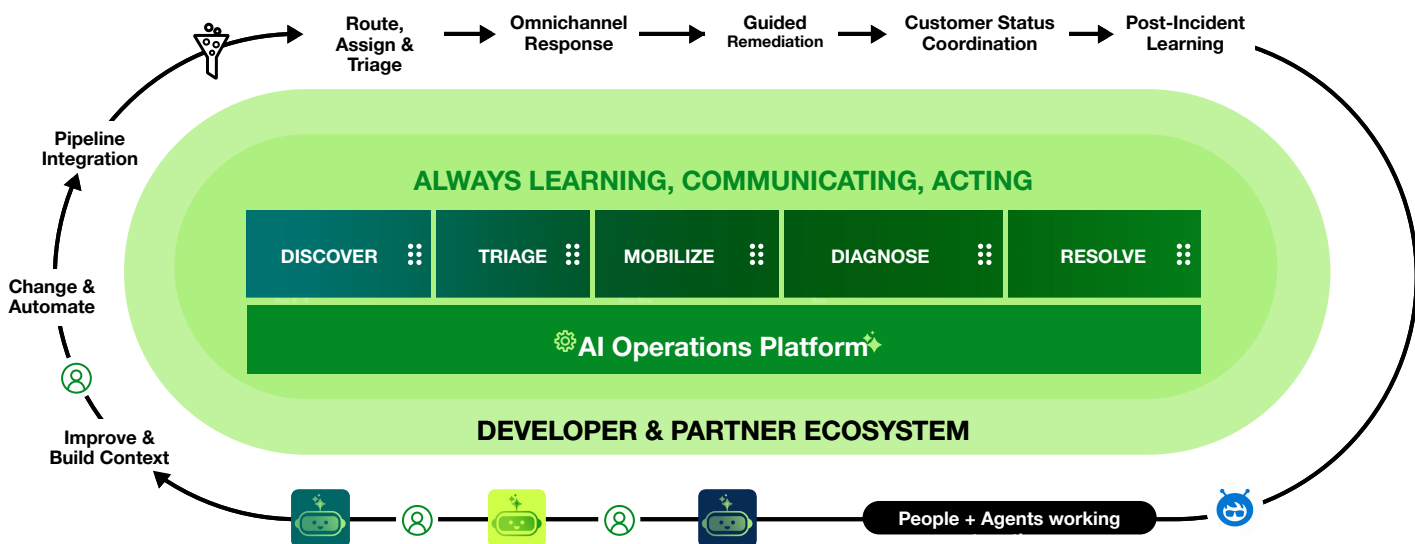 Route,
Assign &
Triage
Omnichannel
Response
Guided
Remediation
Customer Status
Coordination
Post-Incident
Learning
Pipeline
Integration
Change &
Automate
Improve &
Build Context
ALWAYS LEARNING, COMMUNICATING, ACTING
DISCOVER
TRIAGE
MOBILIZE
DIAGNOSE
RESOLVE
AI Operations Platform
DEVELOPER & PARTNER ECOSYSTEM
People + Agents working